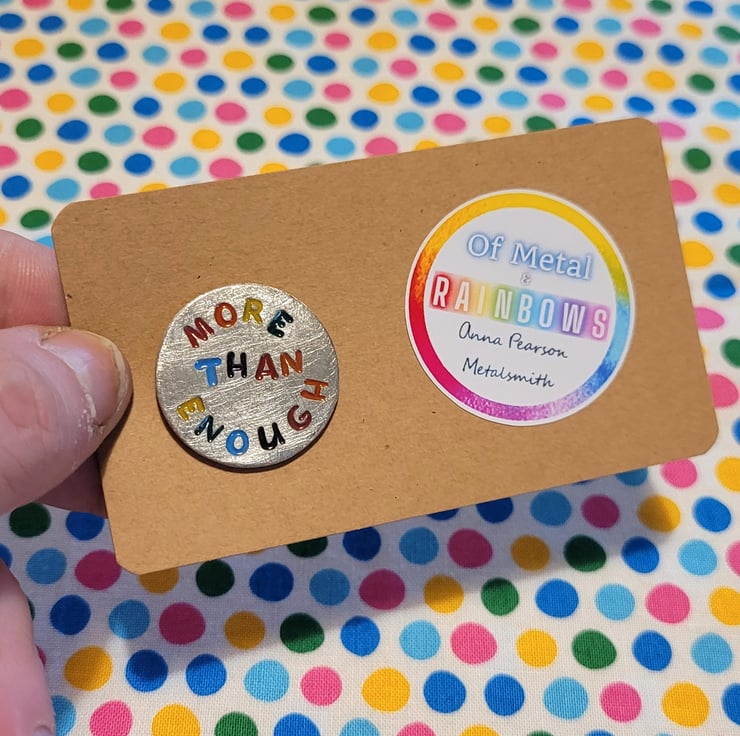 MORE
THAN
ENOUGH
Of Metal
&
RAINBOWS
Anna Pearson
Metalsmith